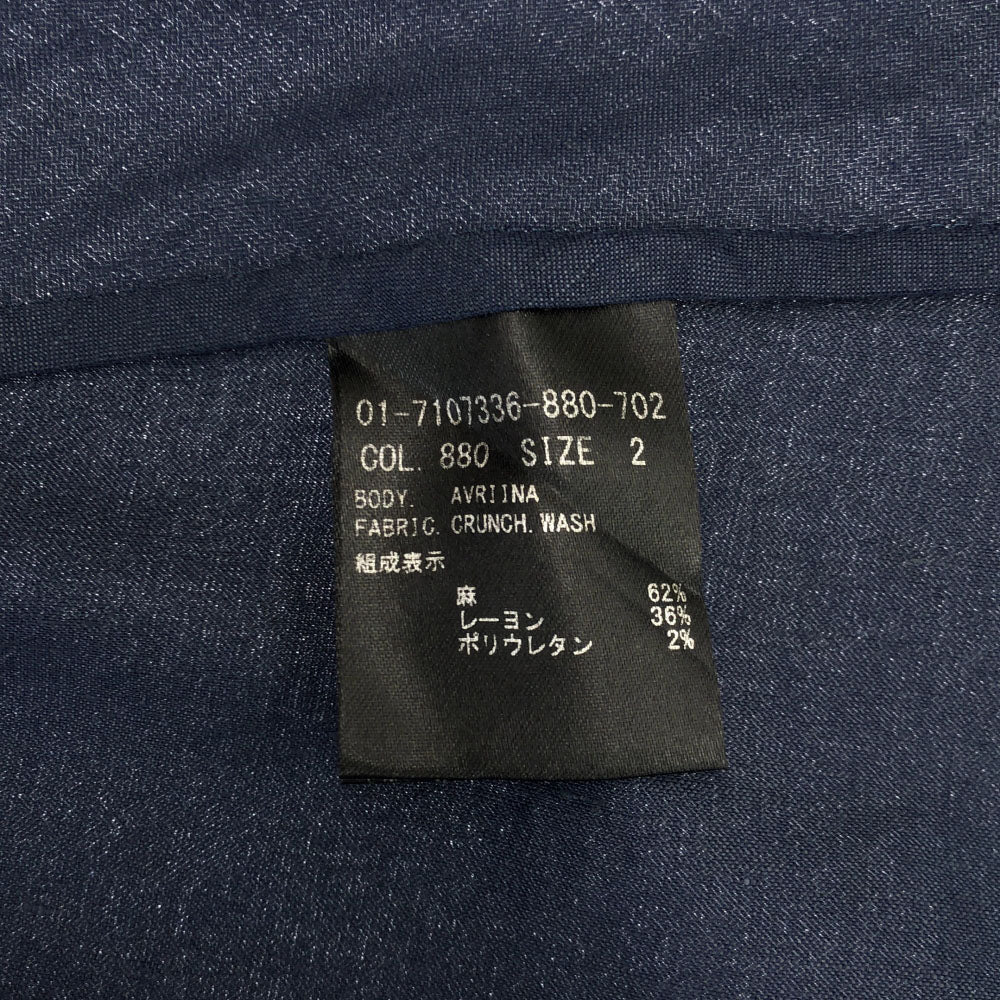 01-7107336-880-702
COL. 880 SIZE 2
BODY. AVRIINA
FABRIC. CRUNCH. WASH
組成表示
麻 62%
レーヨン 36%
ポリウレタン 2%